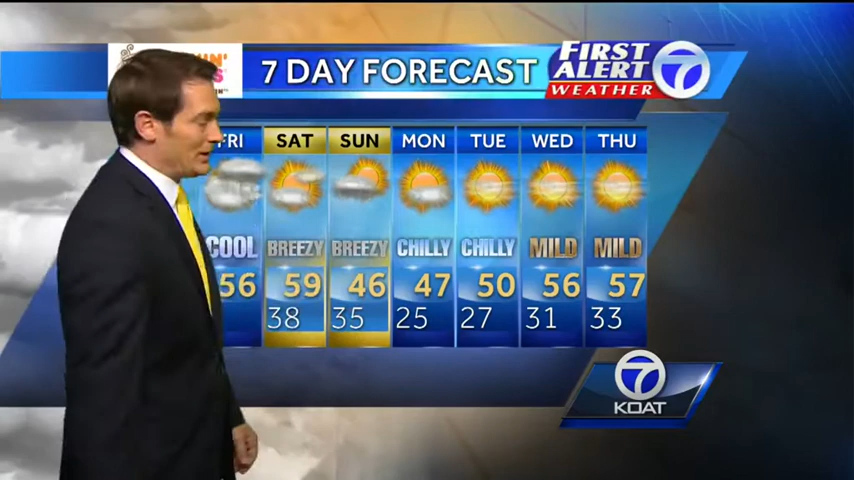 7 DAY FORECAST
FIRST
ALERT 7
WEATHER
FRI SAT SUN MON TUE WED THU
COOL BREEZY BREEZY CHILLY CHILLY MILD MILD
56 59 46 47 50 56 57
38 35 25 27 31 33
7
KOAT